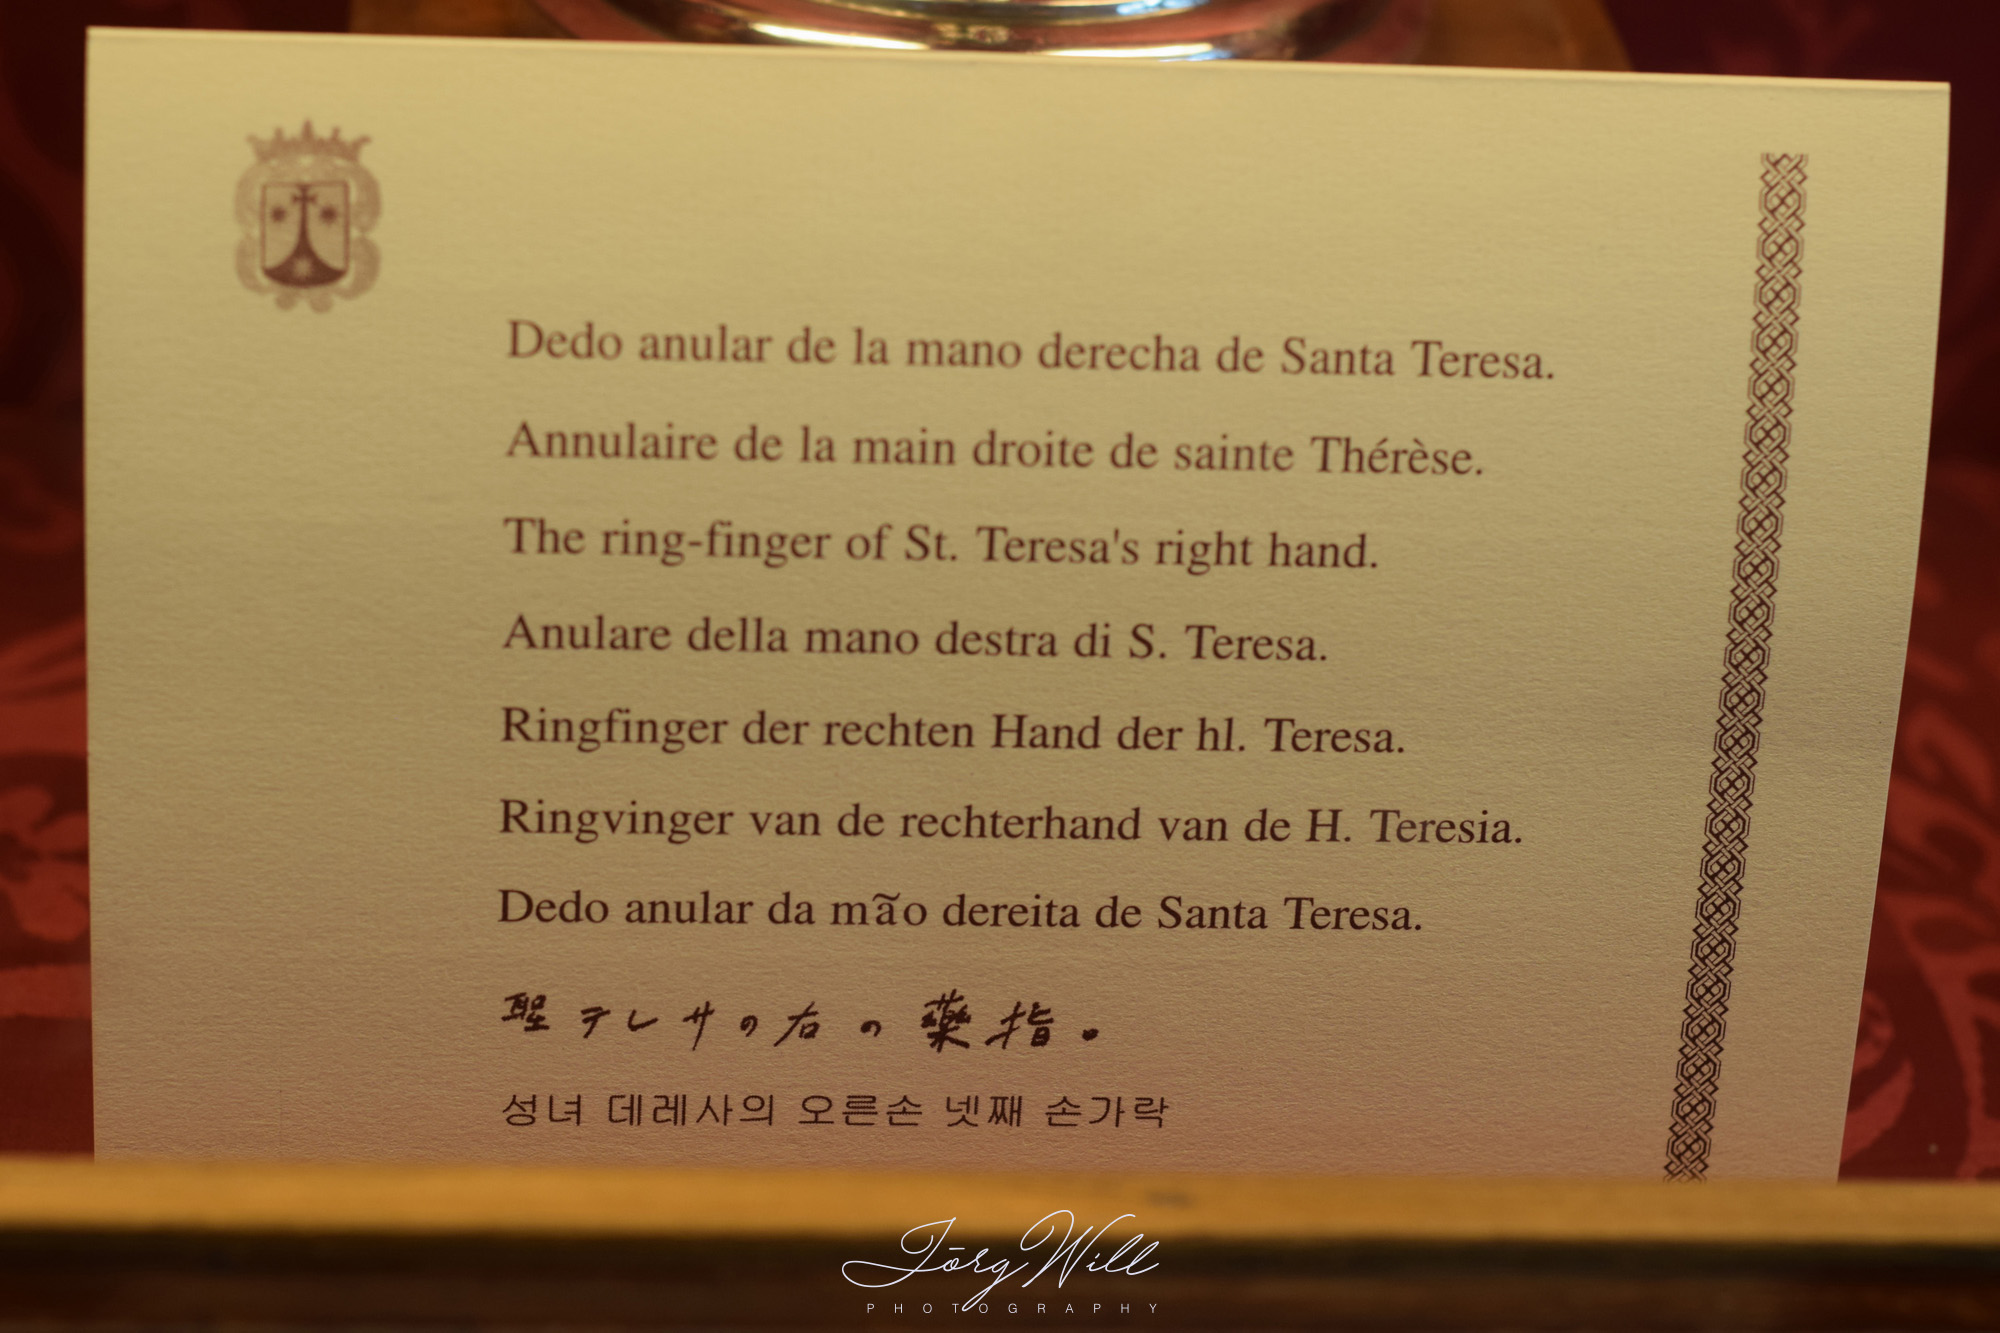 Dedo anular de la mano derecha de Santa Teresa.
Annulaire de la main droite de sainte Thérèse.
The ring-finger of St. Teresa's right hand.
Anulare della mano destra di S. Teresa.
Ringfinger der rechten Hand der hl. Teresa.
Ringvinger van de rechterhand van de H. Teresia.
Dedo anular da mão dereita de Santa Teresa.
聖テレサの右の薬指。
성녀 데레사의 오른손 넷째 손가락
Jörg Will
PHOTOGRAPHY